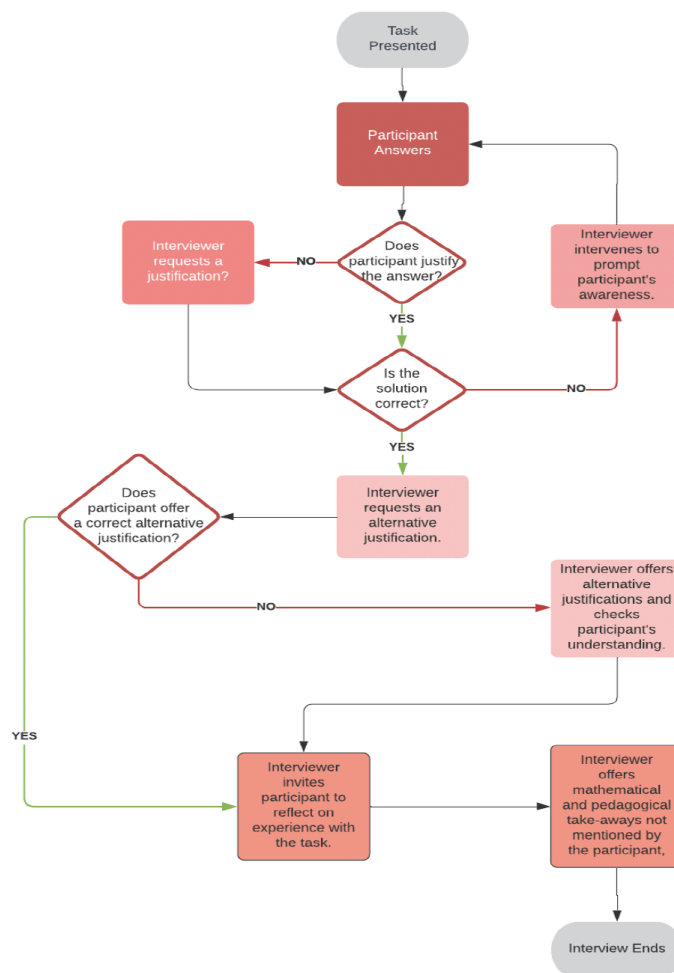 Task
Presented
Participant
Answers
Does
participant justify
the answer?
NO
Interviewer
requests a
justification?
Interviewer
intervenes to
prompt
participant's
awareness.
YES
Is the
solution
correct?
NO
YES
Does
participant offer
a correct alternative
justification?
Interviewer
requests an
alternative
justification.
NO
Interviewer offers
alternative
justifications and
checks
participant's
understanding.
YES
Interviewer
invites
participant to
reflect on
experience with
the task.
Interviewer
offers
mathematical
and pedagogical
take-aways not
mentioned by
the participant,
Interview Ends